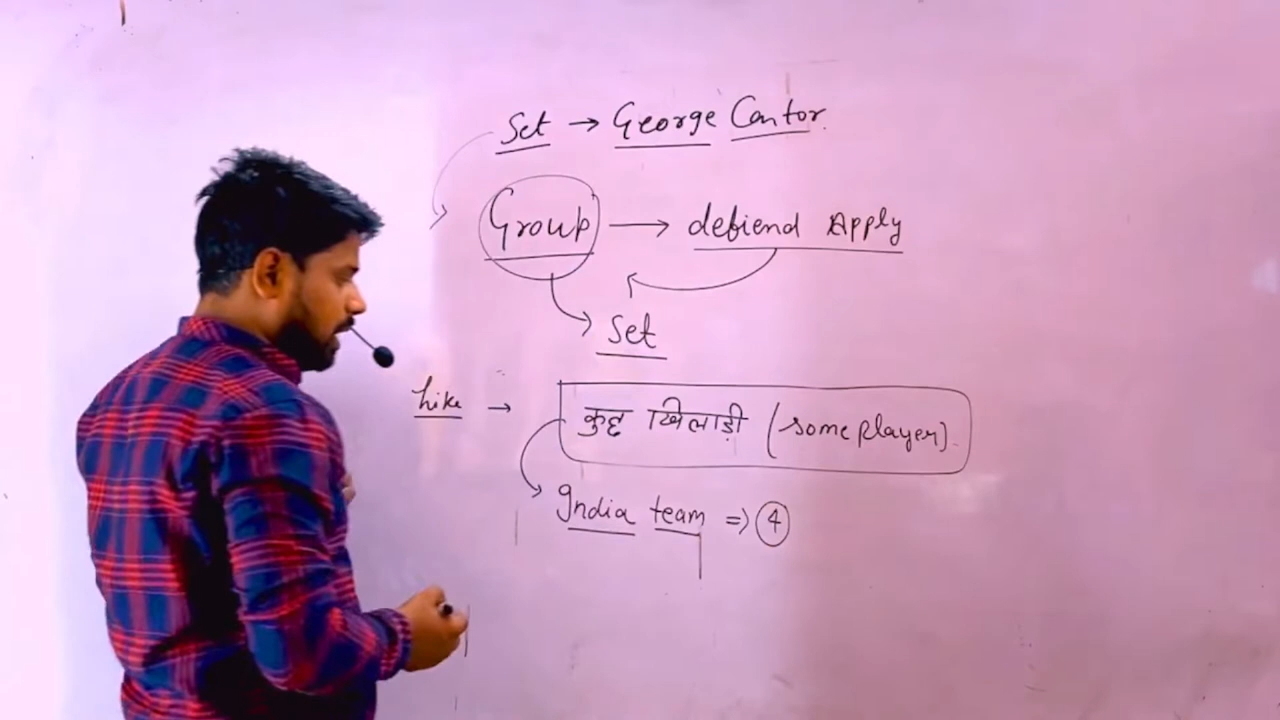 Set → George Cantor
Group → defiend Apply
Set
Like → कुछ खिलाड़ी (some player).
India team => 4